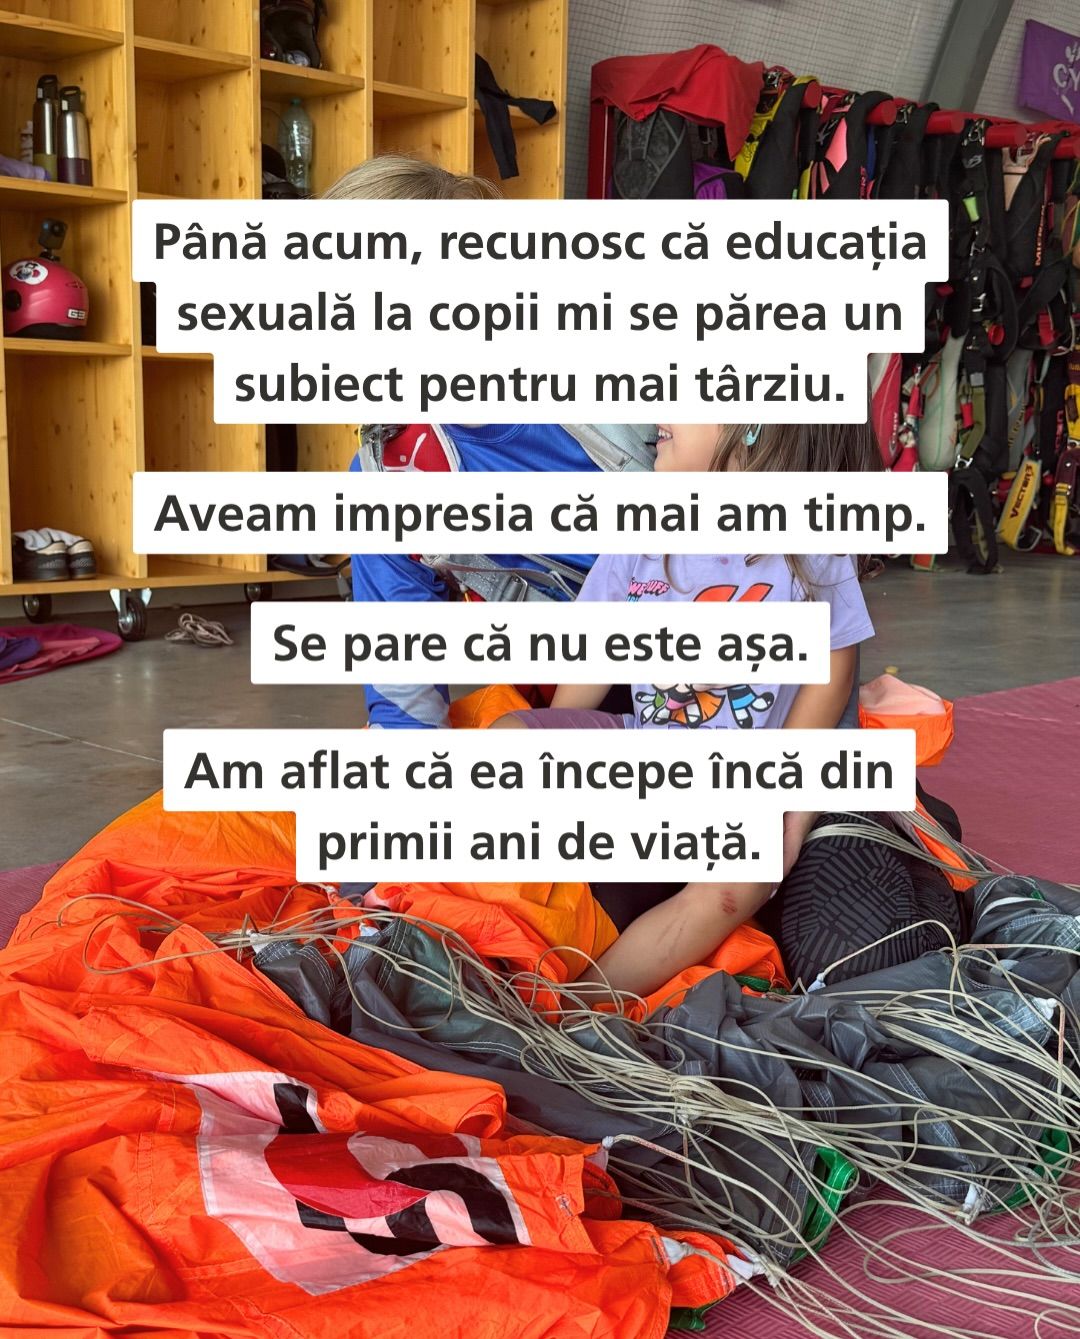 Până acum, recunosc că educația
sexuală la copii mi se părea un
subiect pentru mai târziu.
Aveam impresia că mai am timp.
Se pare că nu este așa.
Am aflat că ea începe încă din
primii ani de viață.
VECTOR 3